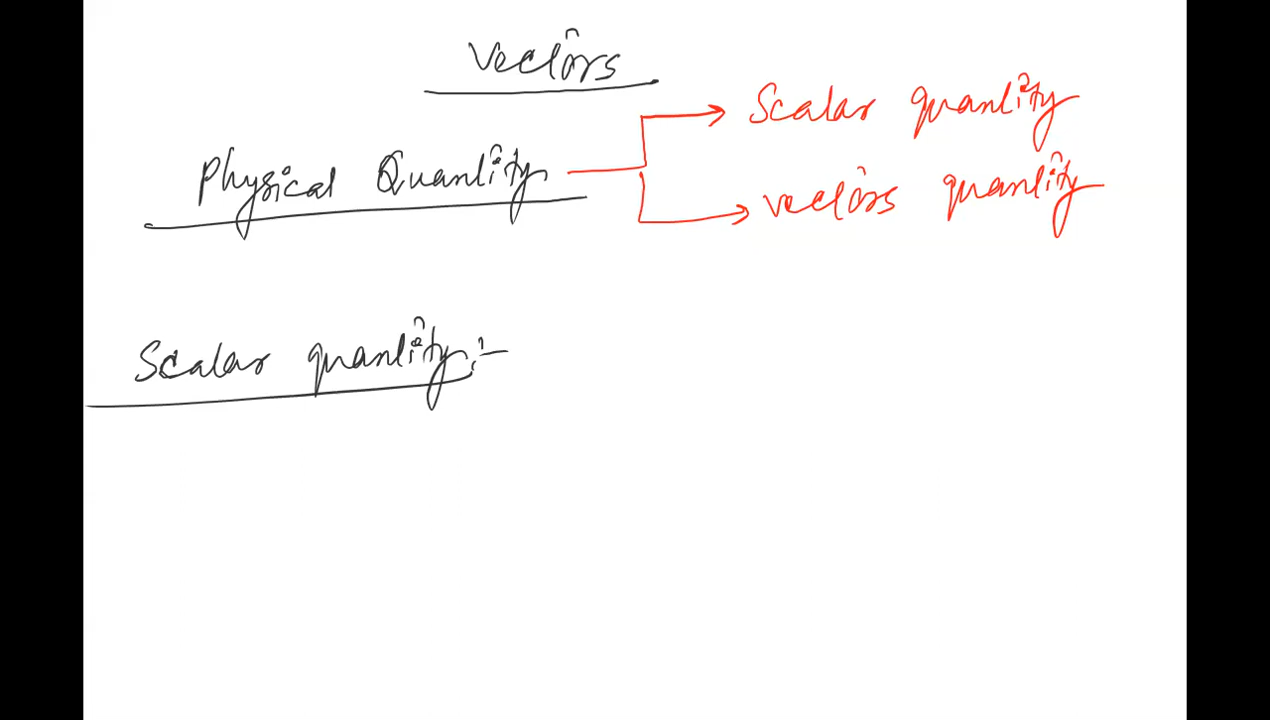 Vectors
Scalar quantity
Physical Quantity
vectors quantity
Scalar quantity :-